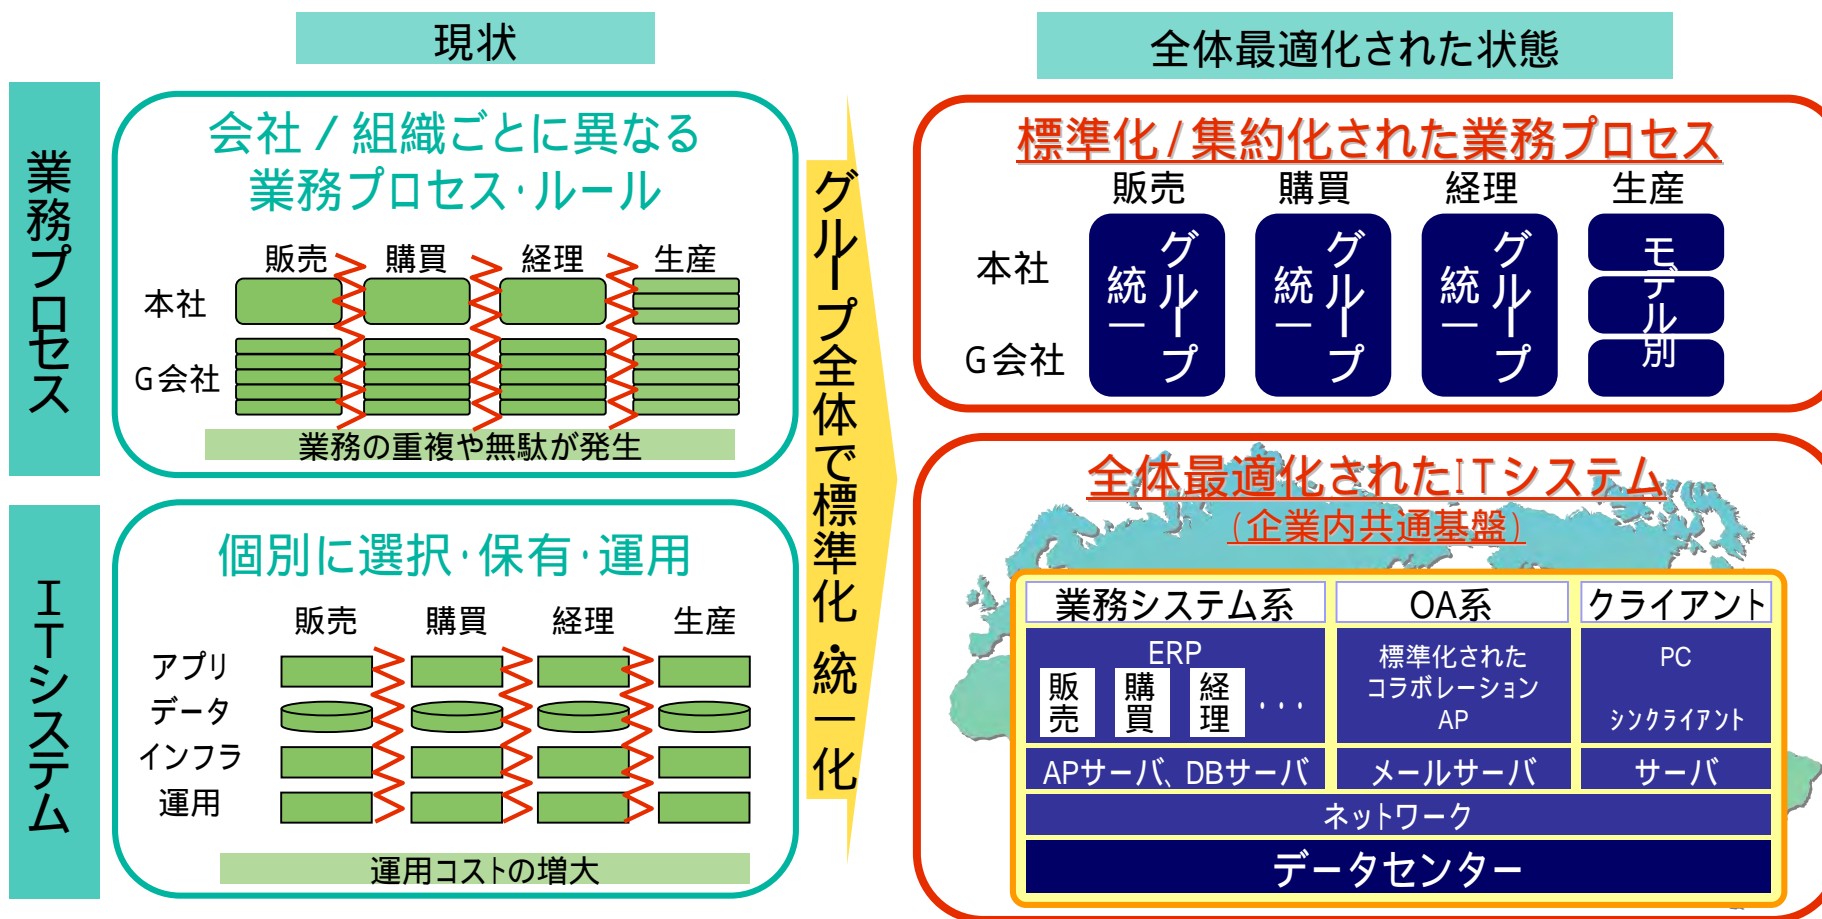 現状
全体最適化された状態
業務プロセス
会社 / 組織ごとに異なる
業務プロセス・ルール
販売 購買 経理 生産
本社
G会社
業務の重複や無駄が発生
ITシステム
個別に選択・保有・運用
販売 購買 経理 生産
アプリ
データ
インフラ
運用
運用コストの増大
グループ全体で標準化・統一化
標準化 / 集約化された業務プロセス
販売 購買 経理 生産
本社
G会社
グループ
統一
グループ
統一
グループ
統一
モデル別
全体最適化されたITシステム
(企業内共通基盤)
業務システム系 OA系 クライアント
ERP
販売 購買 経理 ・・・
標準化された
コラボレーション
AP
PC
シンクライアント
APサーバ、DBサーバ メールサーバ サーバ
ネットワーク
データセンター